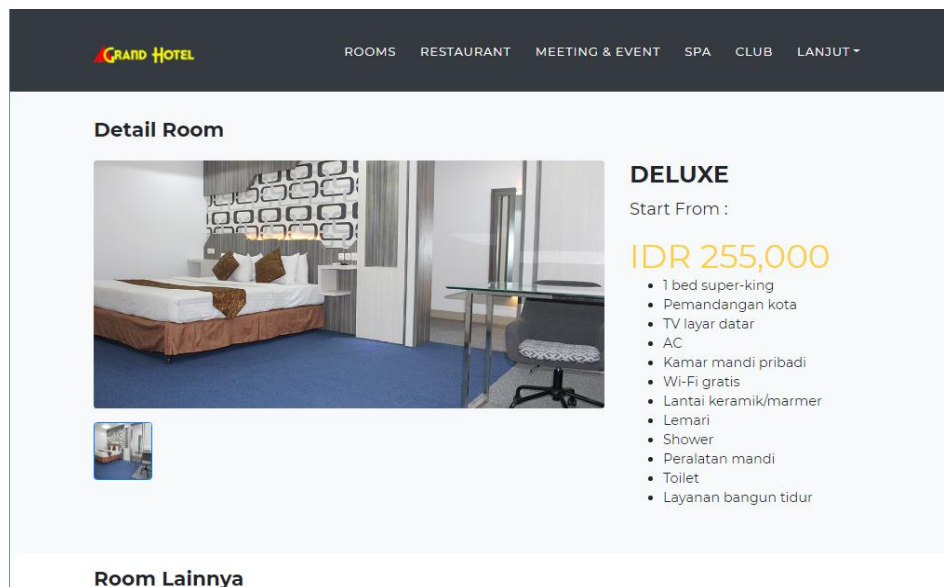 GRAND HOTEL
ROOMS RESTAURANT MEETING & EVENT SPA CLUB LANJUT
Detail Room
DELUXE
Start From :
IDR 255,000
1 bed super-king
Pemandangan kota
TV layar datar
AC
Kamar mandi pribadi
Wi-Fi gratis
Lantai keramik/marmer
Lemari
Shower
Peralatan mandi
Toilet
Layanan bangun tidur
Room Lainnya